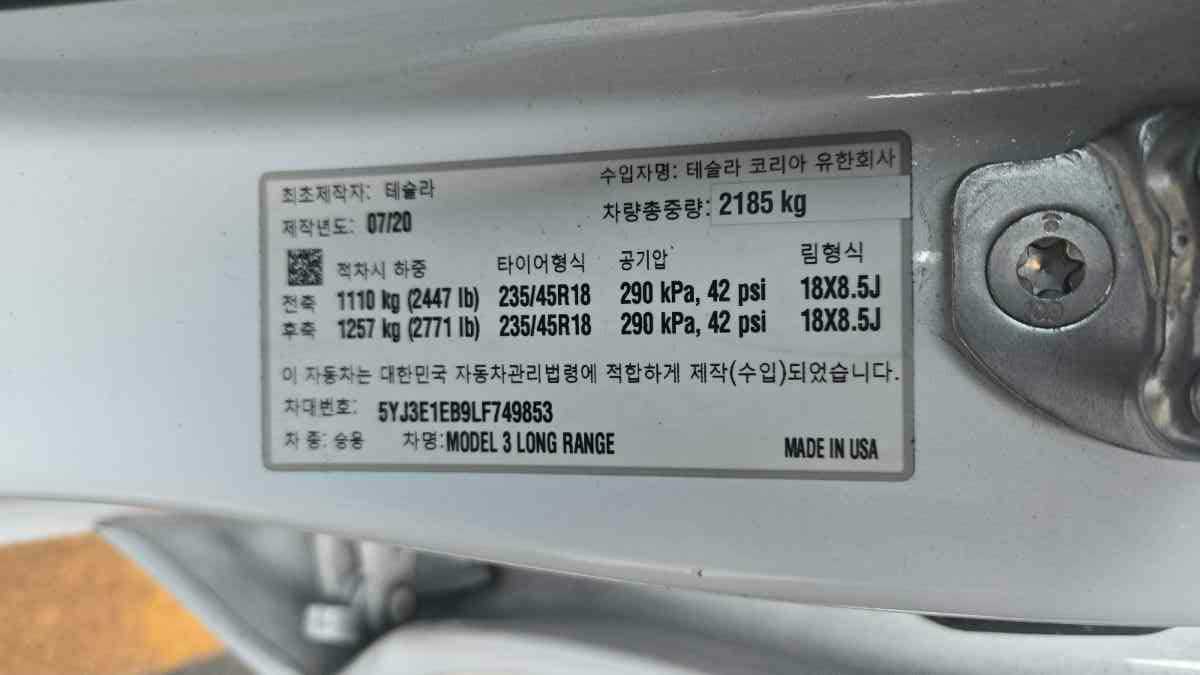 최초제작자: 테슬라 수입자명: 테슬라 코리아 유한회사
제작년도: 07/20 차량총중량: 2185 kg
적차시 하중 타이어형식 공기압 림형식
전축 1110 kg (2447 lb) 235/45R18 290 kPa, 42 psi 18X8.5J
후축 1257 kg (2771 lb) 235/45R18 290 kPa, 42 psi 18X8.5J
이 자동차는 대한민국 자동차관리법령에 적합하게 제작(수입)되었습니다.
차대번호: 5YJ3E1EB9LF749853
차 종: 승용 차명: MODEL 3 LONG RANGE MADE IN USA